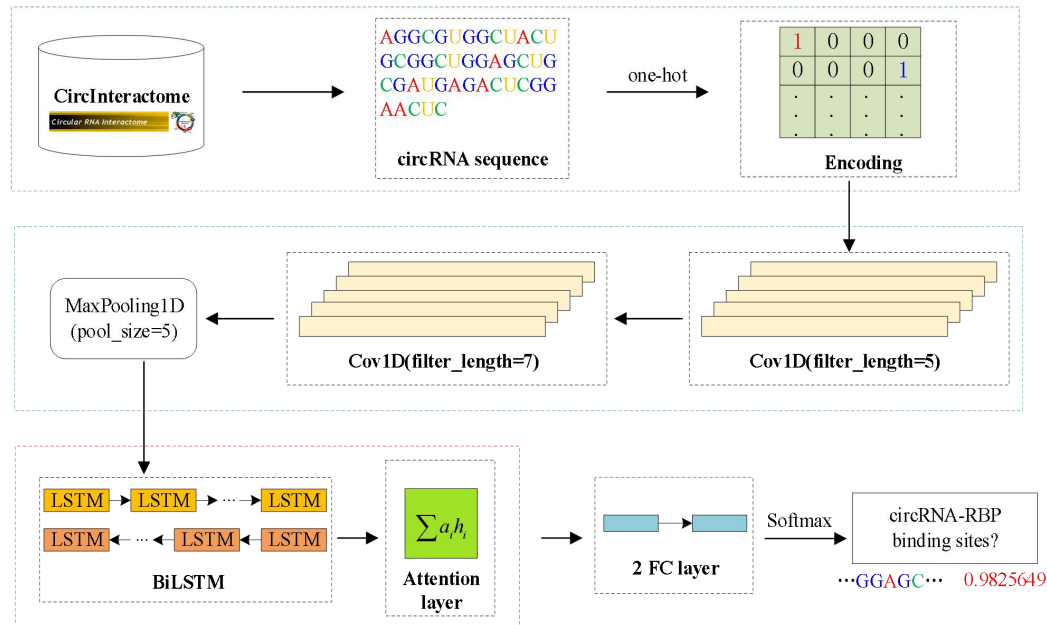 CircInteractome
Circular RNA Interactome
AGGCGUGGCUACU
GCGGCUGGAGCUG
CGAUGAGACUCGG
AACUC
circRNA sequence
one-hot
1 0 0 0
0 0 0 1
. . . .
. . . .
. . . .
Encoding
MaxPooling1D
(pool_size=5)
Cov1D(filter_length=7)
Cov1D(filter_length=5)
LSTM LSTM ... LSTM
LSTM ... LSTM LSTM
BiLSTM
∑ aᵢhᵢ
Attention
layer
2 FC layer
Softmax
circRNA-RBP
binding sites?
···GGAGC··· 0.9825649